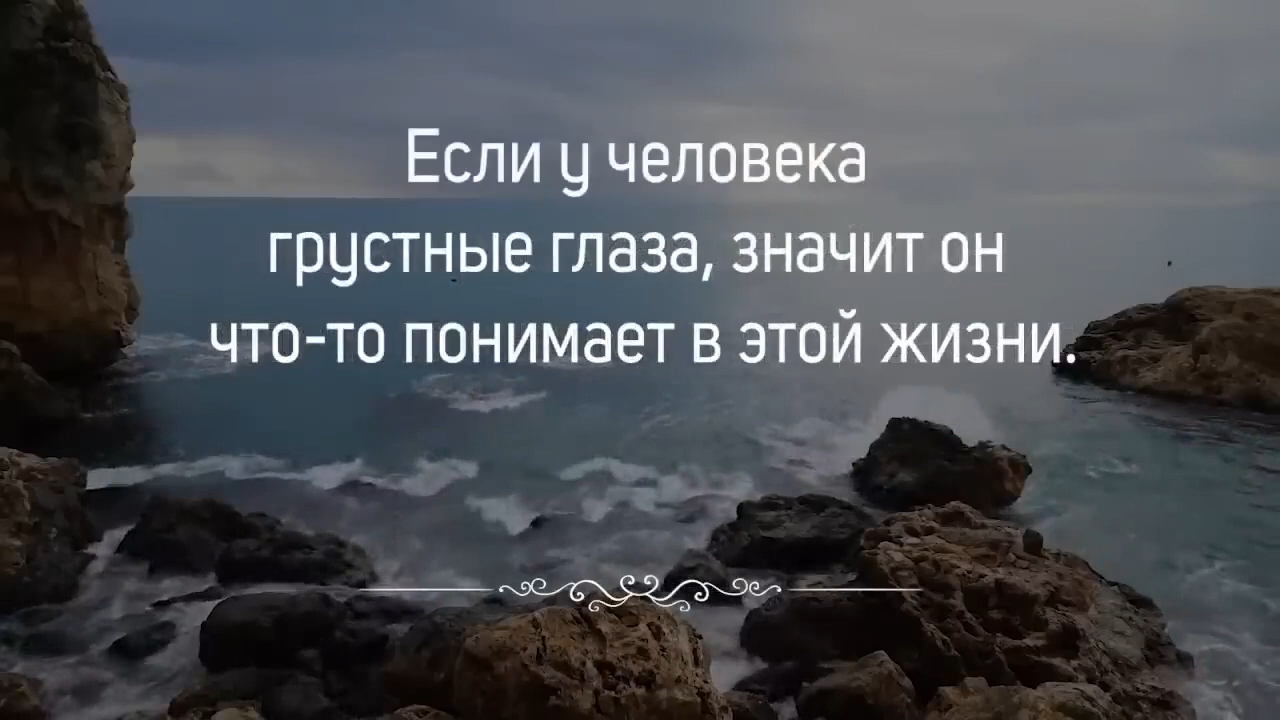 Если у человека
грустные глаза, значит он
что-то понимает в этой жизни.